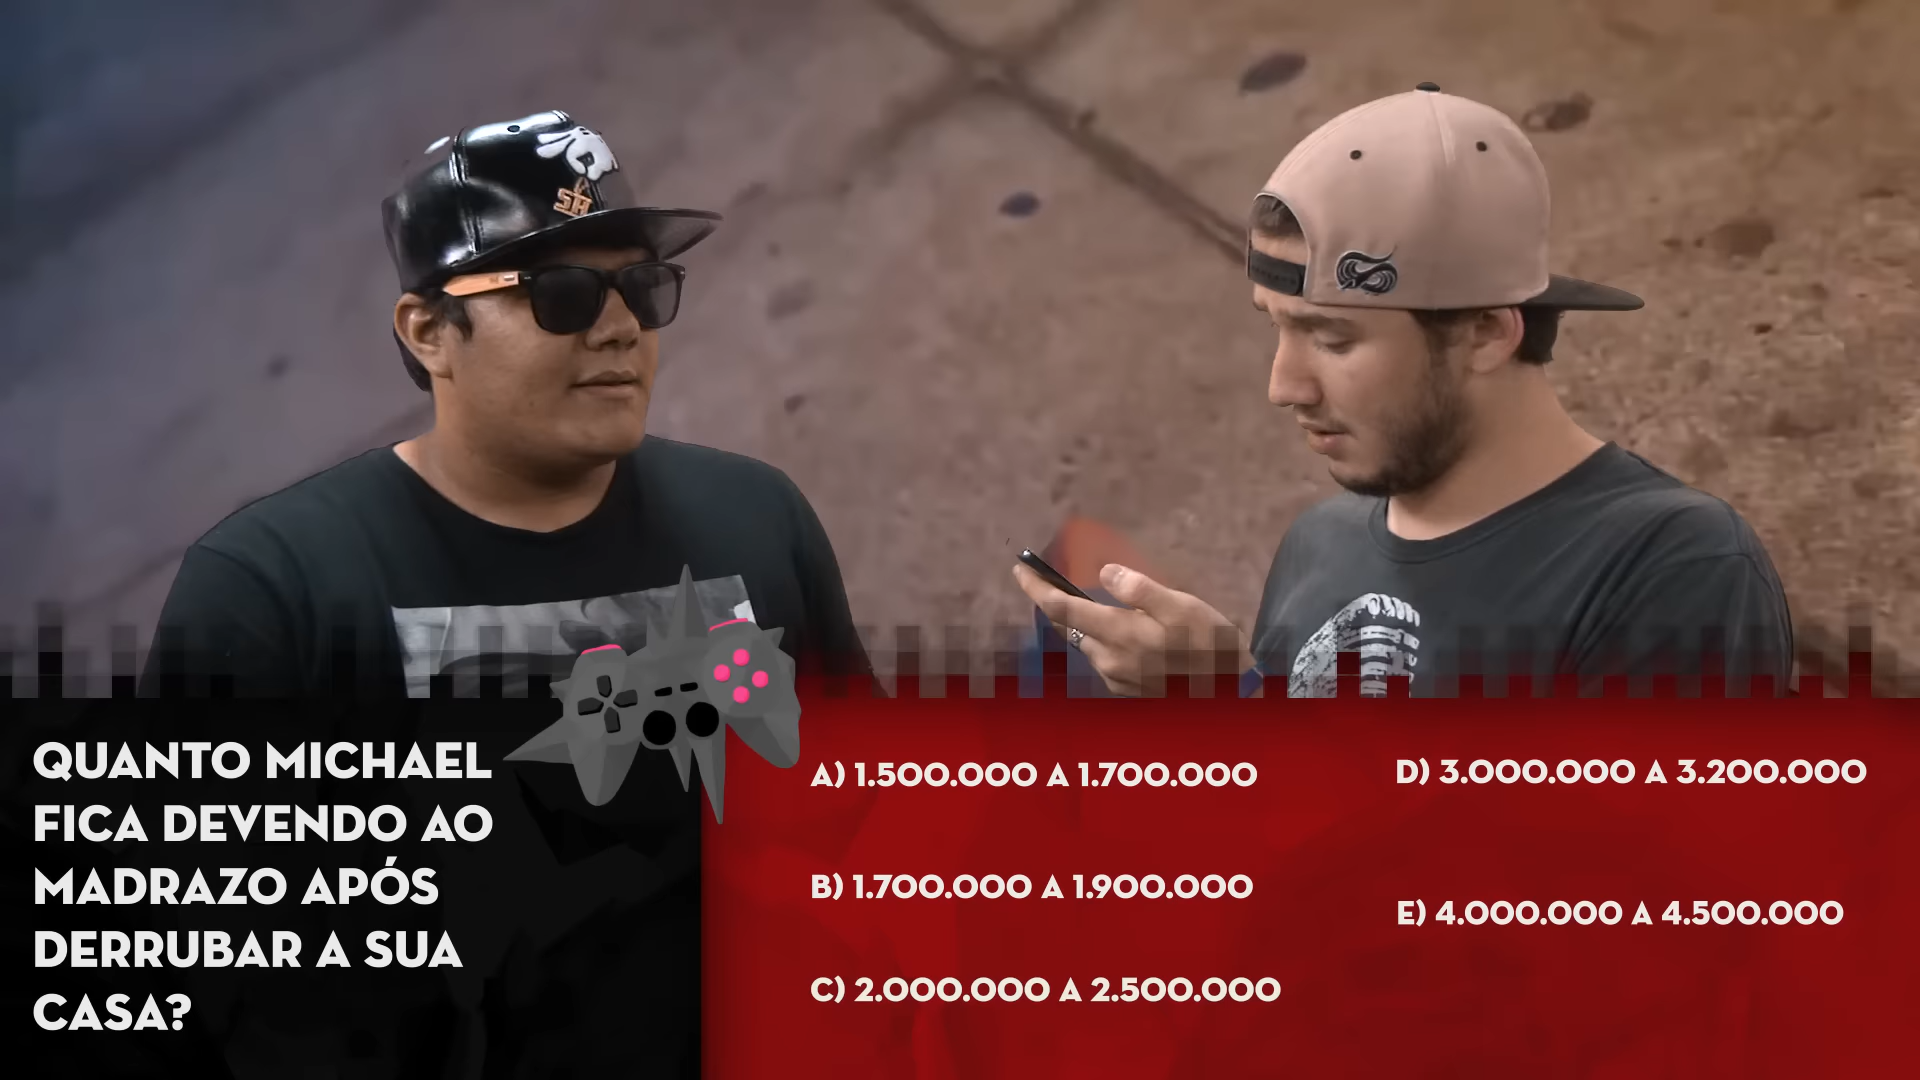 SH
QUANTO MICHAEL
FICA DEVENDO AO
MADRAZO APÓS
DERRUBAR A SUA
CASA?
A) 1.500.000 A 1.700.000
B) 1.700.000 A 1.900.000
C) 2.000.000 A 2.500.000
D) 3.000.000 A 3.200.000
E) 4.000.000 A 4.500.000